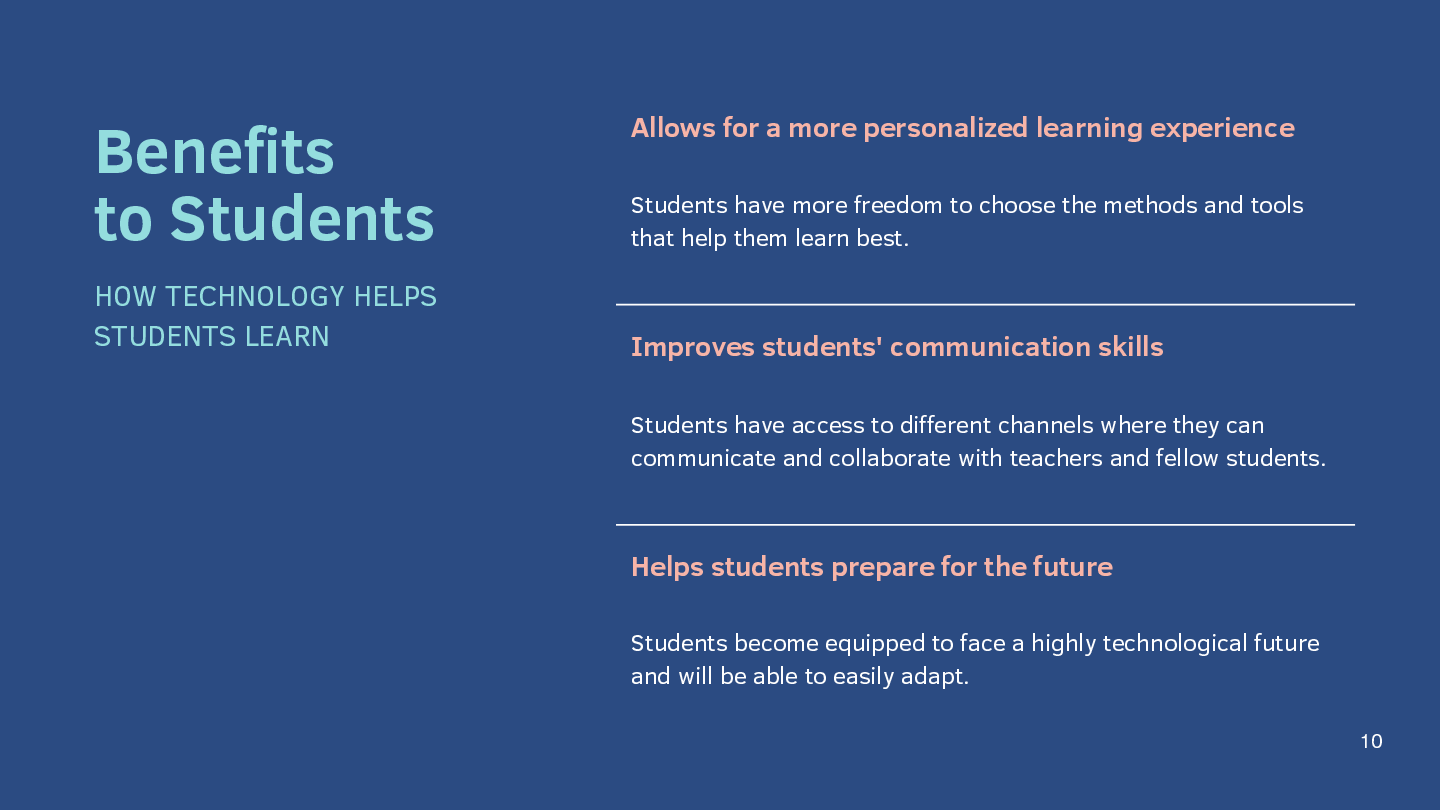 Benefits
to Students
HOW TECHNOLOGY HELPS
STUDENTS LEARN
Allows for a more personalized learning experience
Students have more freedom to choose the methods and tools
that help them learn best.
Improves students' communication skills
Students have access to different channels where they can
communicate and collaborate with teachers and fellow students.
Helps students prepare for the future
Students become equipped to face a highly technological future
and will be able to easily adapt.
10